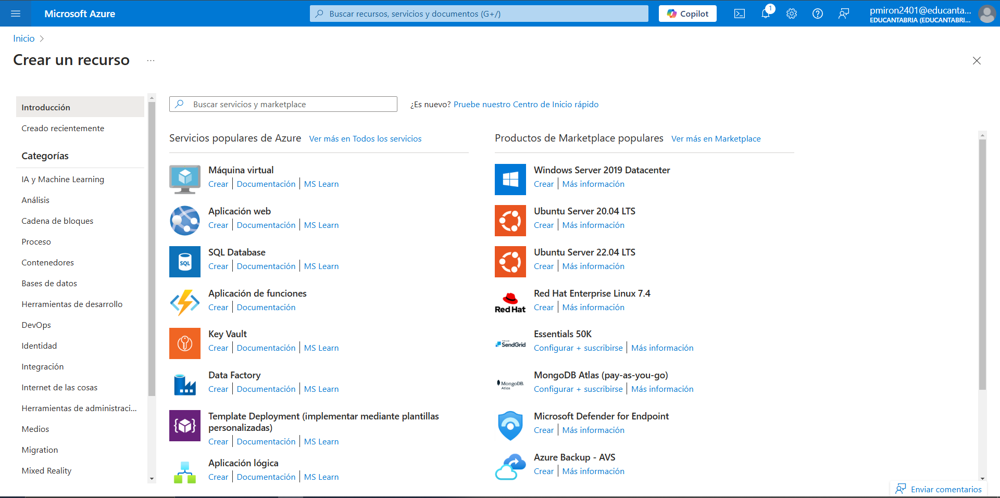 Microsoft Azure
Buscar recursos, servicios y documentos (G+/)
Copilot
1
pmiron2401@educanta...
EDUCANTABRIA (EDUCANTABRI...
Inicio
Crear un recurso
...
Introducción
Creado recientemente
Categorías
IA y Machine Learning
Análisis
Cadena de bloques
Proceso
Contenedores
Bases de datos
Herramientas de desarrollo
DevOps
Identidad
Integración
Internet de las cosas
Herramientas de administraci...
Medios
Migration
Mixed Reality
Buscar servicios y marketplace
¿Es nuevo? Pruebe nuestro Centro de Inicio rápido
Servicios populares de Azure Ver más en Todos los servicios
Máquina virtual
Crear | Documentación | MS Learn
Aplicación web
Crear | Documentación | MS Learn
SQL
SQL Database
Crear | Documentación | MS Learn
Aplicación de funciones
Crear | Documentación
Key Vault
Crear | Documentación | MS Learn
Data Factory
Crear | Documentación | MS Learn
Template Deployment (implementar mediante plantillas
personalizadas)
Crear | Documentación | MS Learn
Aplicación lógica
Crear | Documentación | MS Learn
Productos de Marketplace populares Ver más en Marketplace
Windows Server 2019 Datacenter
Crear | Más información
Ubuntu Server 20.04 LTS
Crear | Más información
Ubuntu Server 22.04 LTS
Crear | Más información
Red Hat
Red Hat Enterprise Linux 7.4
Crear | Más información
SendGrid
Essentials 50K
Configurar + suscribirse | Más información
MongoDB.
Atlas
MongoDB Atlas (pay-as-you-go)
Configurar + suscribirse | Más información
Microsoft Defender for Endpoint
Crear | Más información
Azure Backup - AVS
Crear | Más información
Enviar comentarios